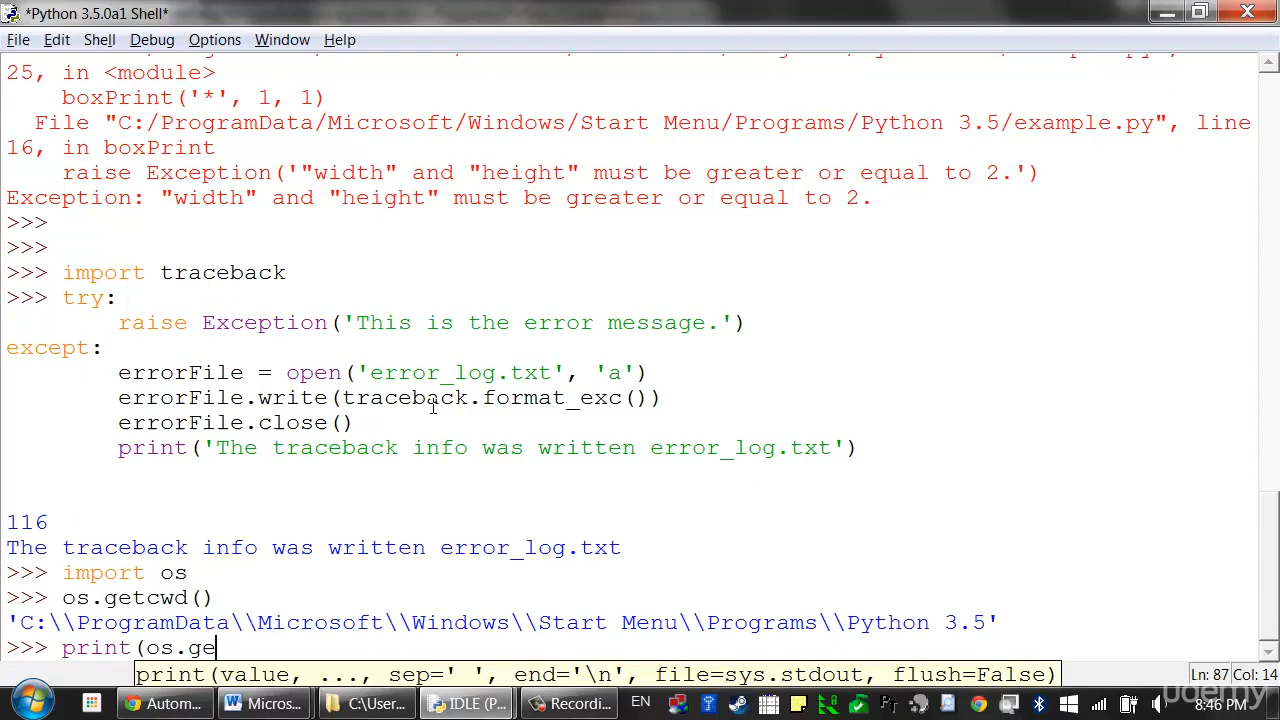 *Python 3.5.0a1 Shell*
File Edit Shell Debug Options Window Help
25, in <module>
    boxPrint('*', 1, 1)
  File "C:/ProgramData/Microsoft/Windows/Start Menu/Programs/Python 3.5/example.py", line
16, in boxPrint
    raise Exception('"width" and "height" must be greater or equal to 2.')
Exception: "width" and "height" must be greater or equal to 2.
>>>
>>>
>>> import traceback
>>> try:
        raise Exception('This is the error message.')
except:
        errorFile = open('error_log.txt', 'a')
        errorFile.write(traceback.format_exc())
        errorFile.close()
        print('The traceback info was written error_log.txt')
116
The traceback info was written error_log.txt
>>> import os
>>> os.getcwd()
'C:\\ProgramData\\Microsoft\\Windows\\Start Menu\\Programs\\Python 3.5'
>>> print(os.ge
print(value, ..., sep=' ', end='\n', file=sys.stdout, flush=False)
Ln: 87 Col: 14
Autom... Micros... C:\User... IDLE (P... Recordi... EN 8:46 PM
udemy